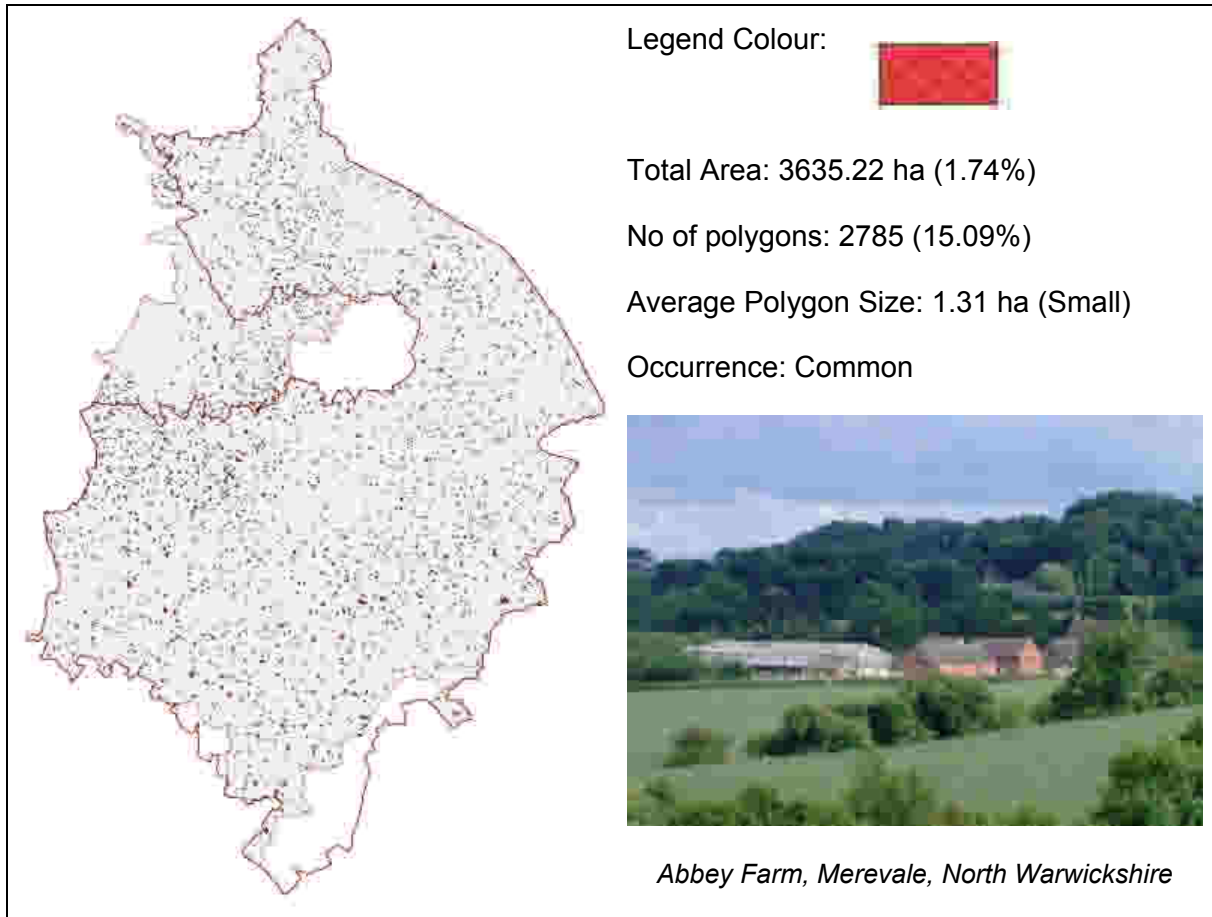 Legend Colour:
Total Area: 3635.22 ha (1.74%)
No of polygons: 2785 (15.09%)
Average Polygon Size: 1.31 ha (Small)
Occurrence: Common
Abbey Farm, Merevale, North Warwickshire